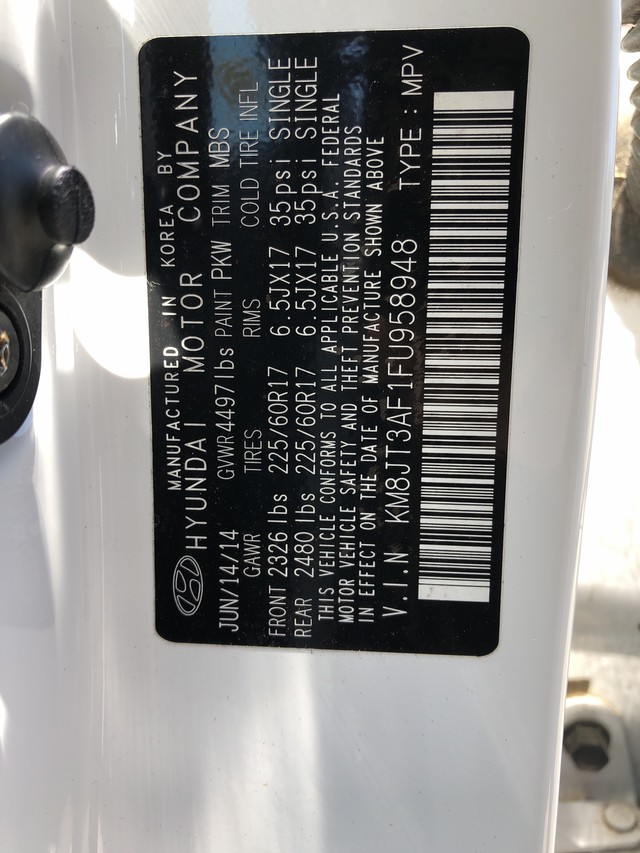 MANUFACTURED IN KOREA BY
HYUNDAI MOTOR COMPANY
JUN/14/14 GVWR4497lbs PAINT PKW TRIM MBS
GAWR TIRES RIMS COLD TIRE INFL
FRONT 2326 lbs 225/60R17 6.5JX17 35psi SINGLE
REAR 2480 lbs 225/60R17 6.5JX17 35psi SINGLE
THIS VEHICLE CONFORMS TO ALL APPLICABLE U.S.A. FEDERAL
MOTOR VEHICLE SAFETY AND THEFT PREVENTION STANDARDS
IN EFFECT ON THE DATE OF MANUFACTURE SHOWN ABOVE
V.I.N KM8JT3AF1FU958948 TYPE : MPV